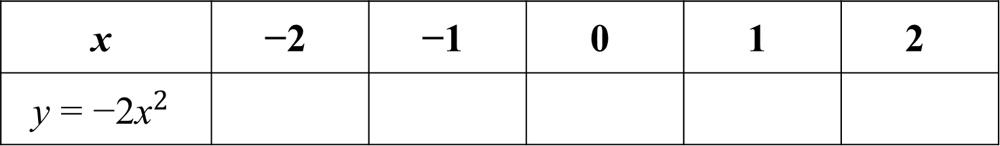 x −2 −1 0 1 2
y = −2x²